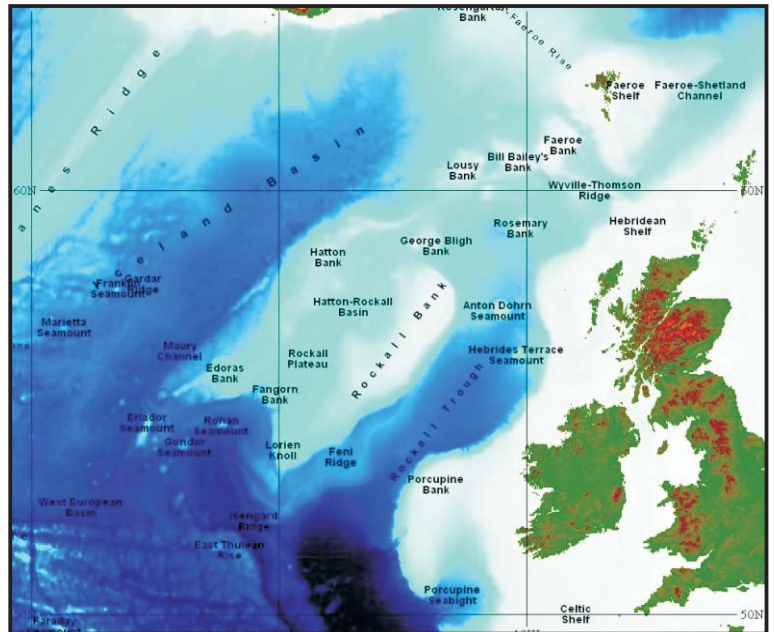 Rosengarten
Bank
Faeroe Rise
Faeroe
Shelf
Faeroe-Shetland
Channel
anes Ridge
Iceland Basin
Faeroe
Bank
Bill Bailey's
Bank
Lousy
Bank
60N
60N
Wyville-Thomson
Ridge
Rosemary
Bank
Hebridean
Shelf
George Bligh
Bank
Hatton
Bank
Gardar
Ridge
Franklin
Seamount
Hatton-Rockall
Basin
Rockall Bank
Anton Dohrn
Seamount
Marietta
Seamount
Maury
Channel
Rockall
Plateau
Hebrides Terrace
Seamount
Edoras
Bank
Fangorn
Bank
Rockall Trough
Eriador
Seamount
Rohan
Seamount
Gondor
Seamount
Lorien
Knoll
Feni
Ridge
Porcupine
Bank
West European
Basin
Isengard
Ridge
East Thulean
Rise
Porcupine
Seabight
Celtic
Shelf
50N
Faraday